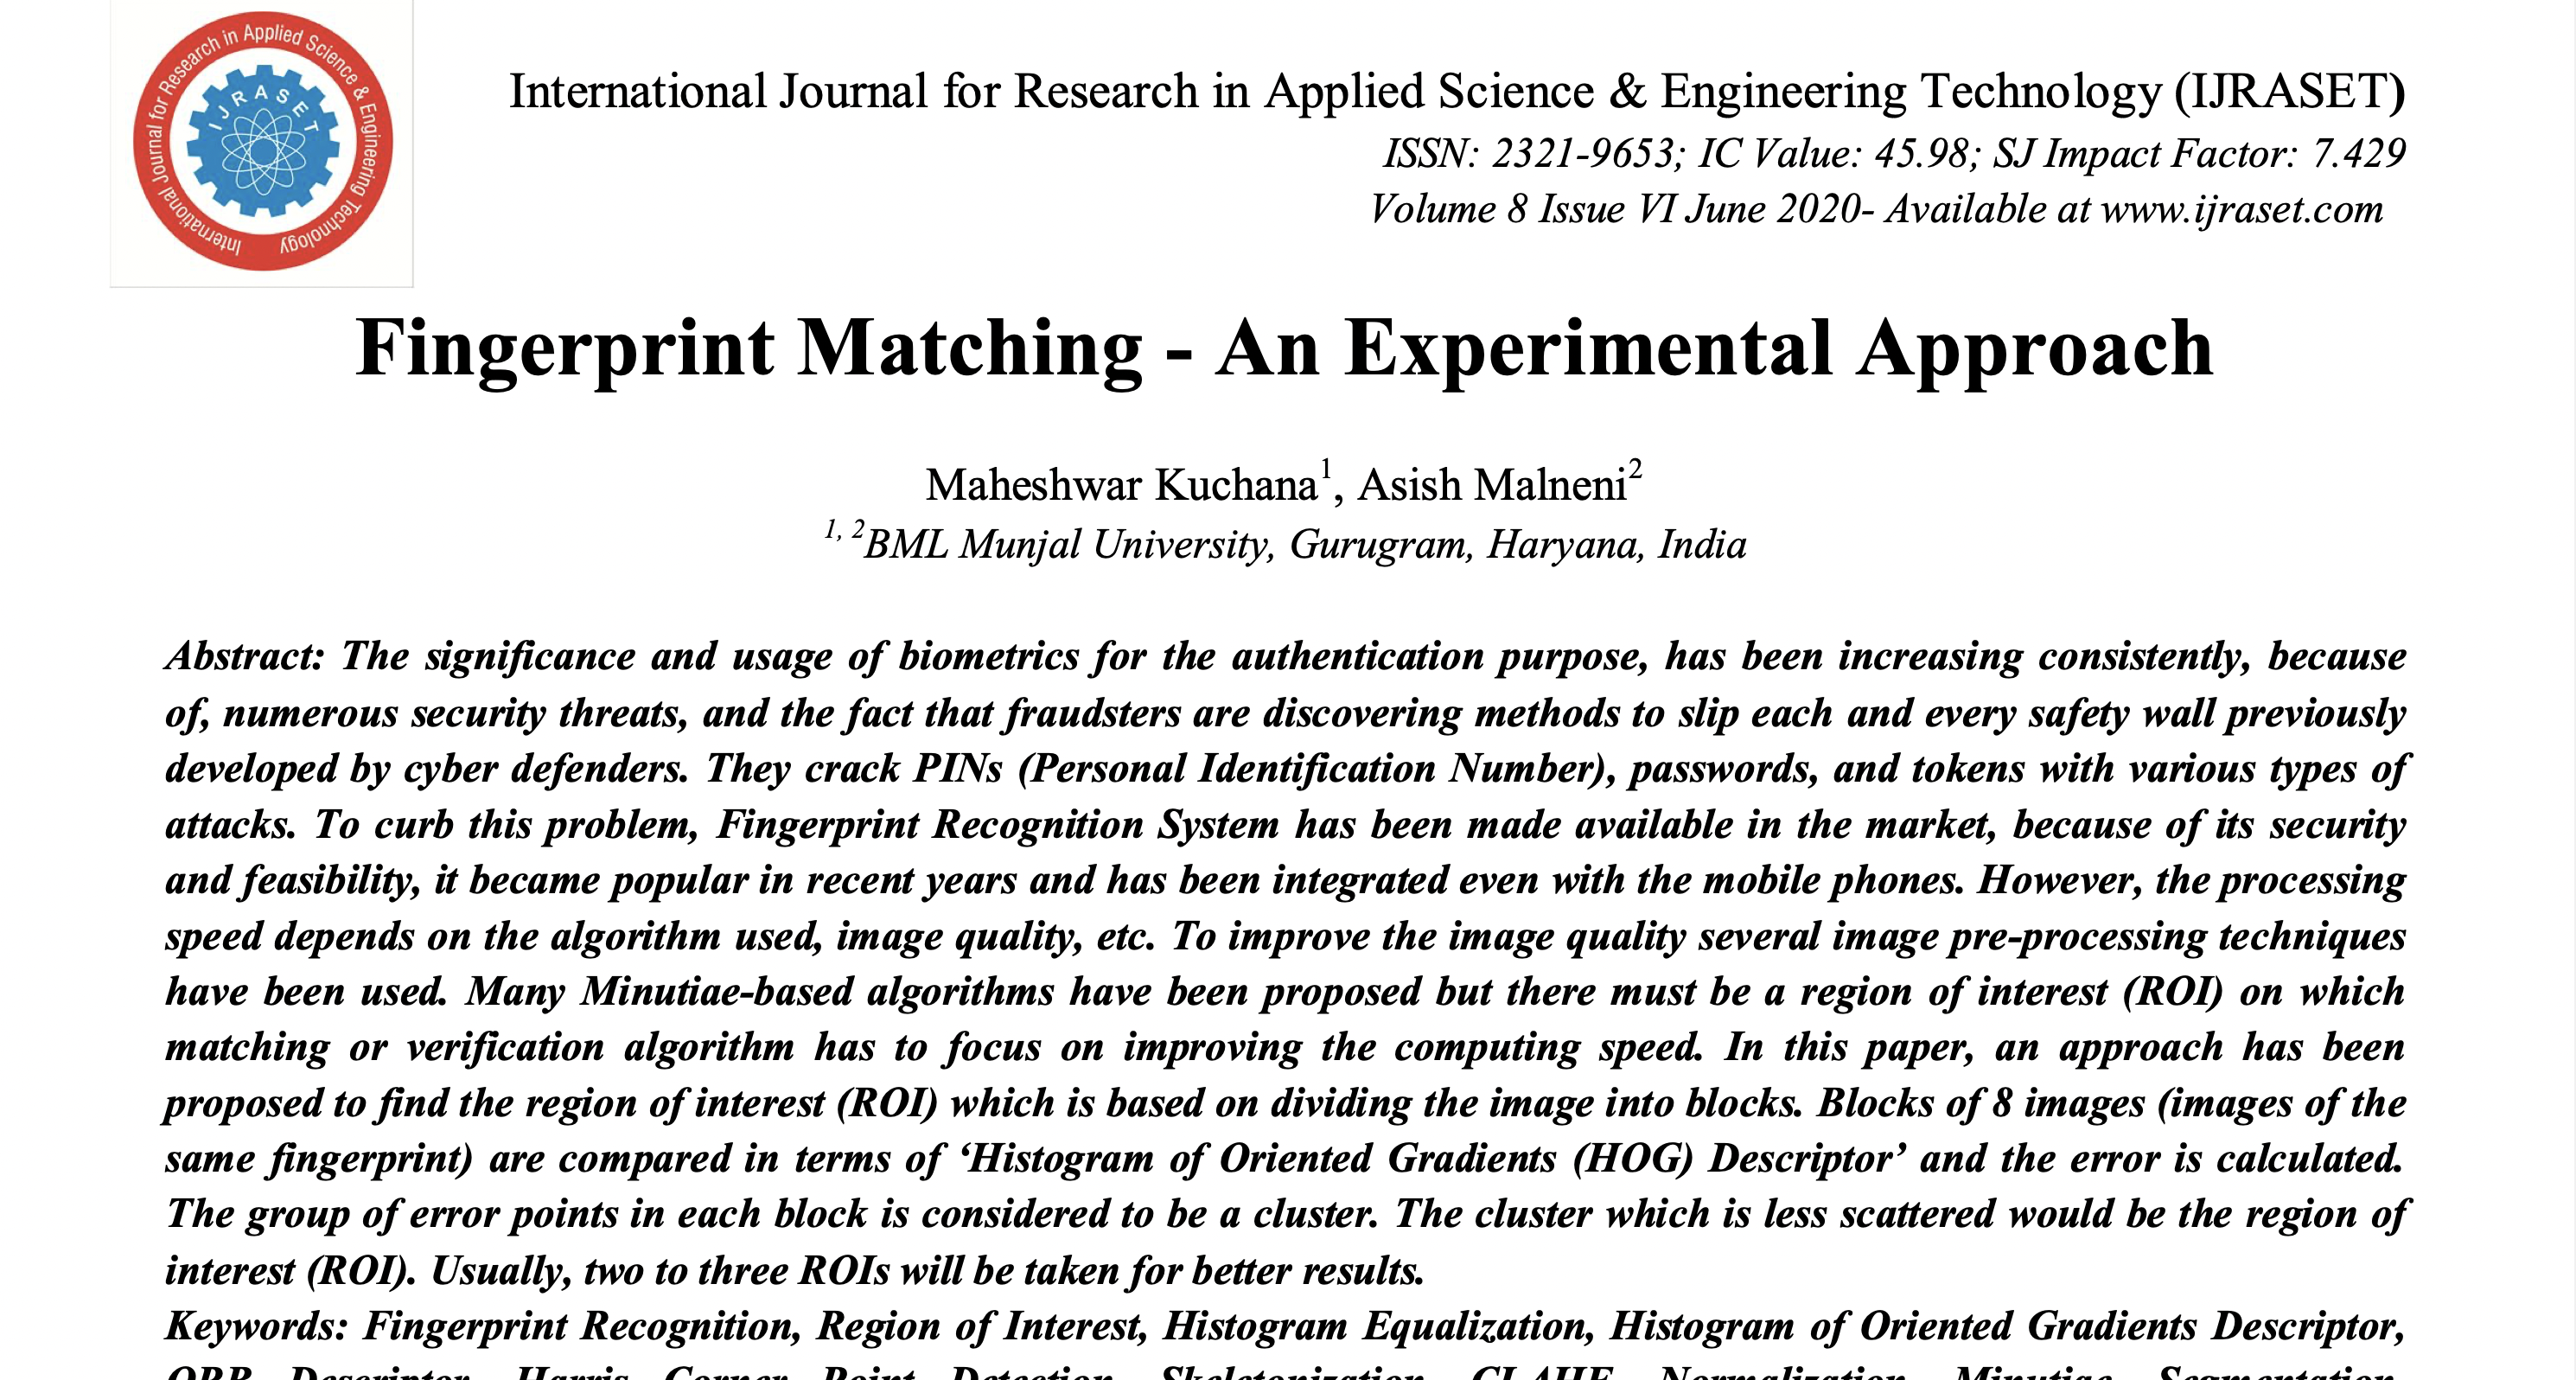 International Journal for Research in Applied Science & Engineering Technology
IJRASET
International Journal for Research in Applied Science & Engineering Technology (IJRASET)
ISSN: 2321-9653; IC Value: 45.98; SJ Impact Factor: 7.429
Volume 8 Issue VI June 2020- Available at www.ijraset.com
Fingerprint Matching - An Experimental Approach
Maheshwar Kuchana1, Asish Malneni2
1, 2BML Munjal University, Gurugram, Haryana, India
Abstract: The significance and usage of biometrics for the authentication purpose, has been increasing consistently, because
of, numerous security threats, and the fact that fraudsters are discovering methods to slip each and every safety wall previously
developed by cyber defenders. They crack PINs (Personal Identification Number), passwords, and tokens with various types of
attacks. To curb this problem, Fingerprint Recognition System has been made available in the market, because of its security
and feasibility, it became popular in recent years and has been integrated even with the mobile phones. However, the processing
speed depends on the algorithm used, image quality, etc. To improve the image quality several image pre-processing techniques
have been used. Many Minutiae-based algorithms have been proposed but there must be a region of interest (ROI) on which
matching or verification algorithm has to focus on improving the computing speed. In this paper, an approach has been
proposed to find the region of interest (ROI) which is based on dividing the image into blocks. Blocks of 8 images (images of the
same fingerprint) are compared in terms of ‘Histogram of Oriented Gradients (HOG) Descriptor’ and the error is calculated.
The group of error points in each block is considered to be a cluster. The cluster which is less scattered would be the region of
interest (ROI). Usually, two to three ROIs will be taken for better results.
Keywords: Fingerprint Recognition, Region of Interest, Histogram Equalization, Histogram of Oriented Gradients Descriptor,
ORB Descriptor, Harris Corner Point Detection, Skeletonization, CLAHE, Normalization, Minutiae, Segmentation,